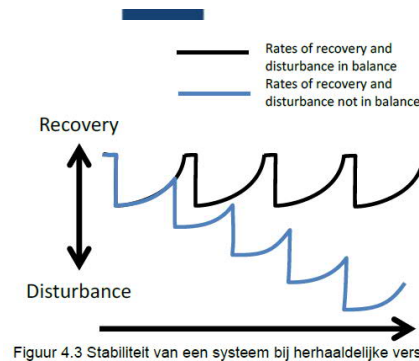 Rates of recovery and
disturbance in balance
Rates of recovery and
disturbance not in balance
Recovery
Disturbance
Figuur 4.3 Stabiliteit van een systeem bij herhaaldelijke